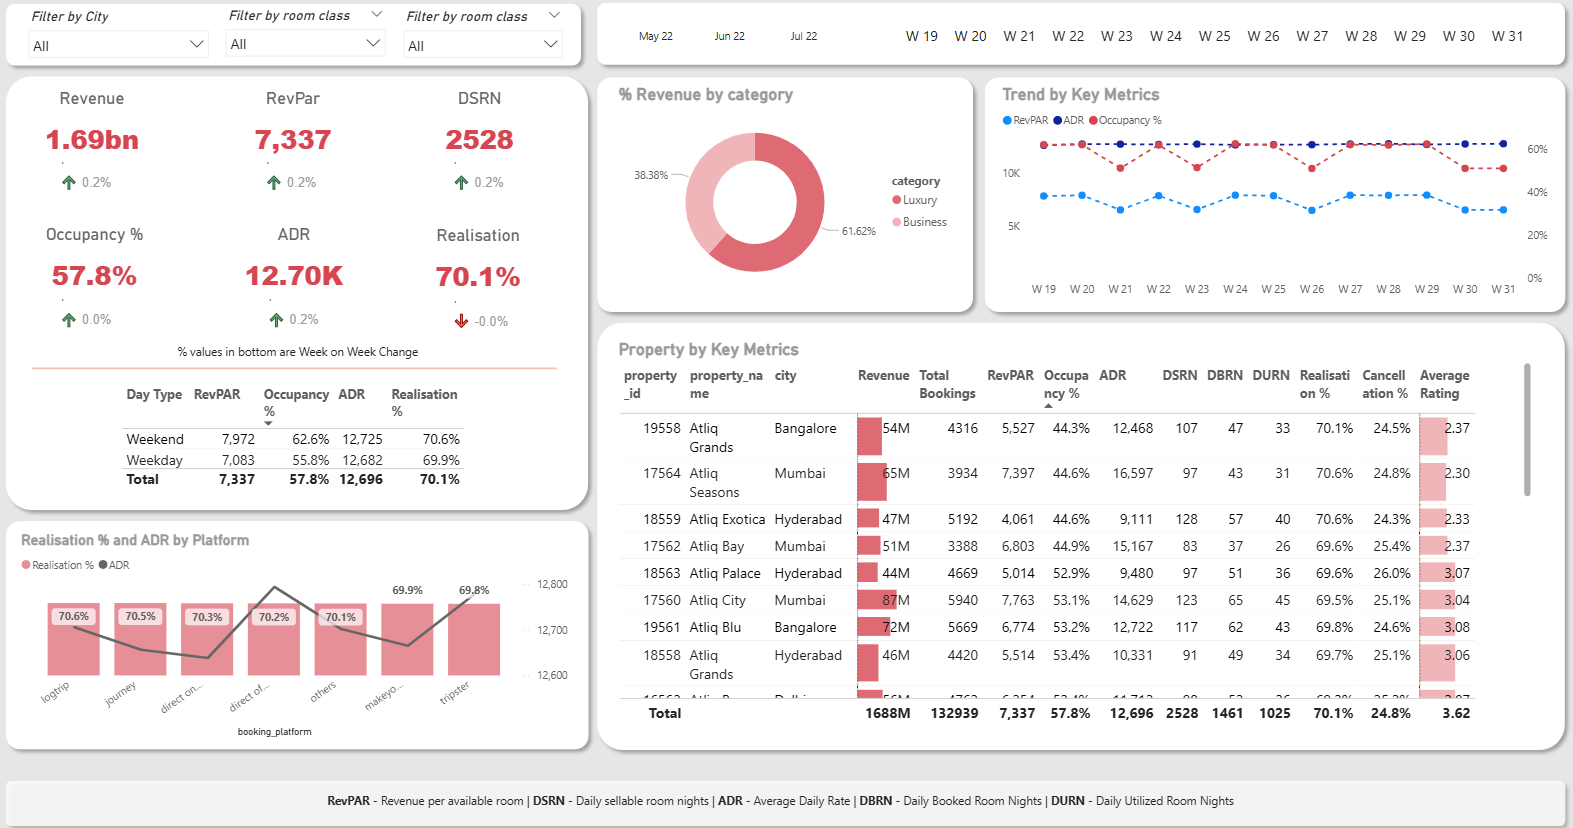 Filter by City
Filter by room class
Filter by room class
All
All
All
May 22 Jun 22 Jul 22
W 19 W 20 W 21 W 22 W 23 W 24 W 25 W 26 W 27 W 28 W 29 W 30 W 31
Revenue RevPar DSRN
1.69bn 7,337 2528
0.2% 0.2% 0.2%
Occupancy % ADR Realisation
57.8% 12.70K 70.1%
0.0% 0.2% -0.0%
% values in bottom are Week on Week Change
Day Type RevPAR Occupancy % ADR Realisation %
Weekend 7,972 62.6% 12,725 70.6%
Weekday 7,083 55.8% 12,682 69.9%
Total 7,337 57.8% 12,696 70.1%
% Revenue by category
38.38%
61.62%
category
Luxury
Business
Trend by Key Metrics
RevPAR ADR Occupancy %
10K
5K
60%
40%
20%
0%
W 19 W 20 W 21 W 22 W 23 W 24 W 25 W 26 W 27 W 28 W 29 W 30 W 31
Realisation % and ADR by Platform
Realisation % ADR
70.6% 70.5% 70.3% 70.2% 70.1% 69.9% 69.8%
12,800
12,700
12,600
logtrip journey direct on... direct of... others makeyo... tripster
booking_platform
Property by Key Metrics
property_id property_name city Revenue Total Bookings RevPAR Occupancy % ADR DSRN DBRN DURN Realisation % Cancellation % Average Rating
19558 Atliq Grands Bangalore 54M 4316 5,527 44.3% 12,468 107 47 33 70.1% 24.5% 2.37
17564 Atliq Seasons Mumbai 65M 3934 7,397 44.6% 16,597 97 43 31 70.6% 24.8% 2.30
18559 Atliq Exotica Hyderabad 47M 5192 4,061 44.6% 9,111 128 57 40 70.6% 24.3% 2.33
17562 Atliq Bay Mumbai 51M 3388 6,803 44.9% 15,167 83 37 26 69.6% 25.4% 2.37
18563 Atliq Palace Hyderabad 44M 4669 5,014 52.9% 9,480 97 51 36 69.6% 26.0% 3.07
17560 Atliq City Mumbai 87M 5940 7,763 53.1% 14,629 123 65 45 69.5% 25.1% 3.04
19561 Atliq Blu Bangalore 72M 5669 6,774 53.2% 12,722 117 62 43 69.8% 24.6% 3.08
18558 Atliq Grands Hyderabad 46M 4420 5,514 53.4% 10,331 91 49 34 69.7% 25.1% 3.06
Total 1688M 132939 7,337 57.8% 12,696 2528 1461 1025 70.1% 24.8% 3.62
RevPAR - Revenue per available room | DSRN - Daily sellable room nights | ADR - Average Daily Rate | DBRN - Daily Booked Room Nights | DURN - Daily Utilized Room Nights